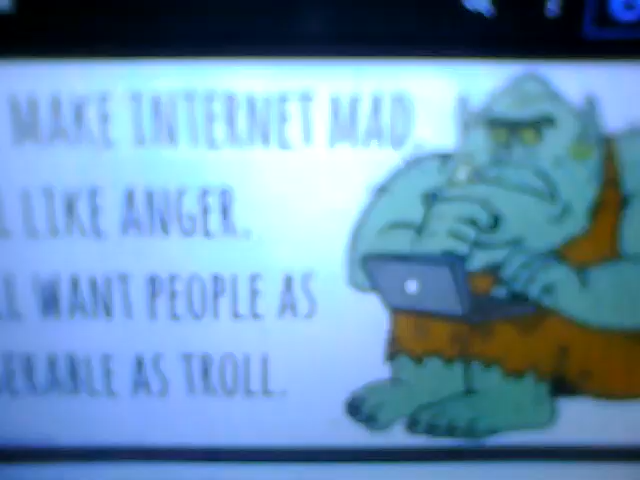 MAKE INTERNET MAD.
LIKE ANGER.
WANT PEOPLE AS
AS TROLL.